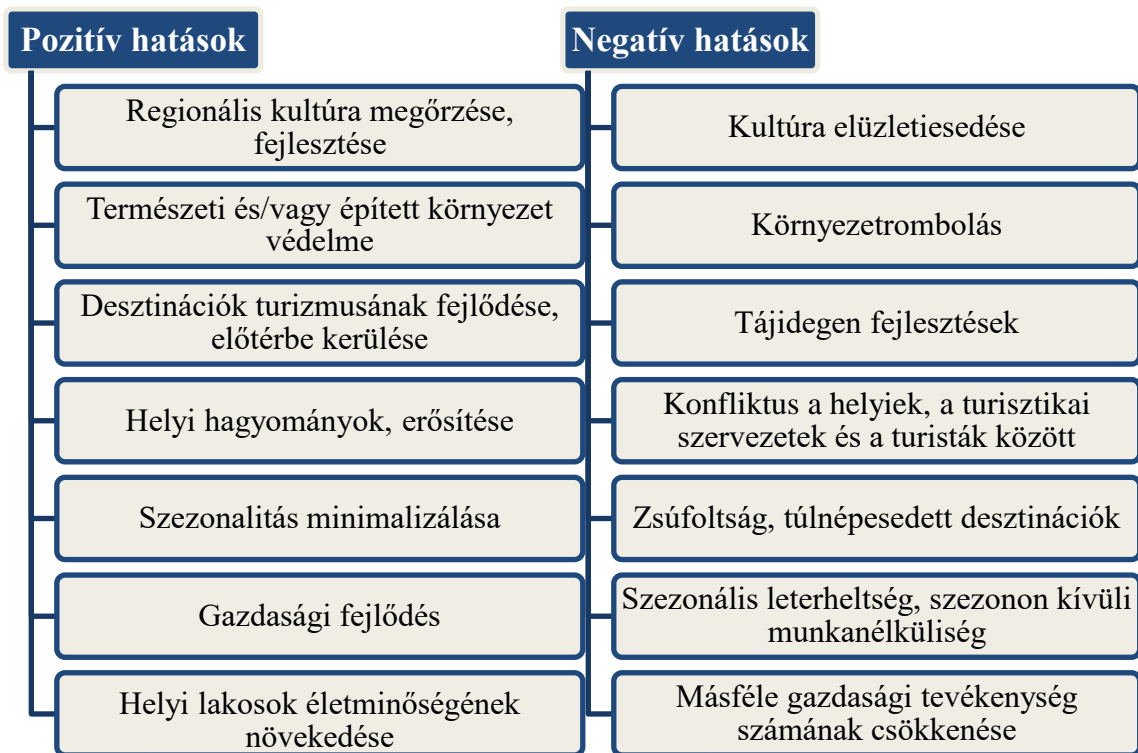 Pozitív hatások
Regionális kultúra megőrzése,
fejlesztése
Természeti és/vagy épített környezet
védelme
Desztinációk turizmusának fejlődése,
előtérbe kerülése
Helyi hagyományok, erősítése
Szezonalitás minimalizálása
Gazdasági fejlődés
Helyi lakosok életminőségének
növekedése
Negatív hatások
Kultúra elüzletiesedése
Környezetrombolás
Tájidegen fejlesztések
Konfliktus a helyiek, a turisztikai
szervezetek és a turisták között
Zsúfoltság, túlnépesedett desztinációk
Szezonális leterheltség, szezonon kívüli
munkanélküliség
Másféle gazdasági tevékenység
számának csökkenése